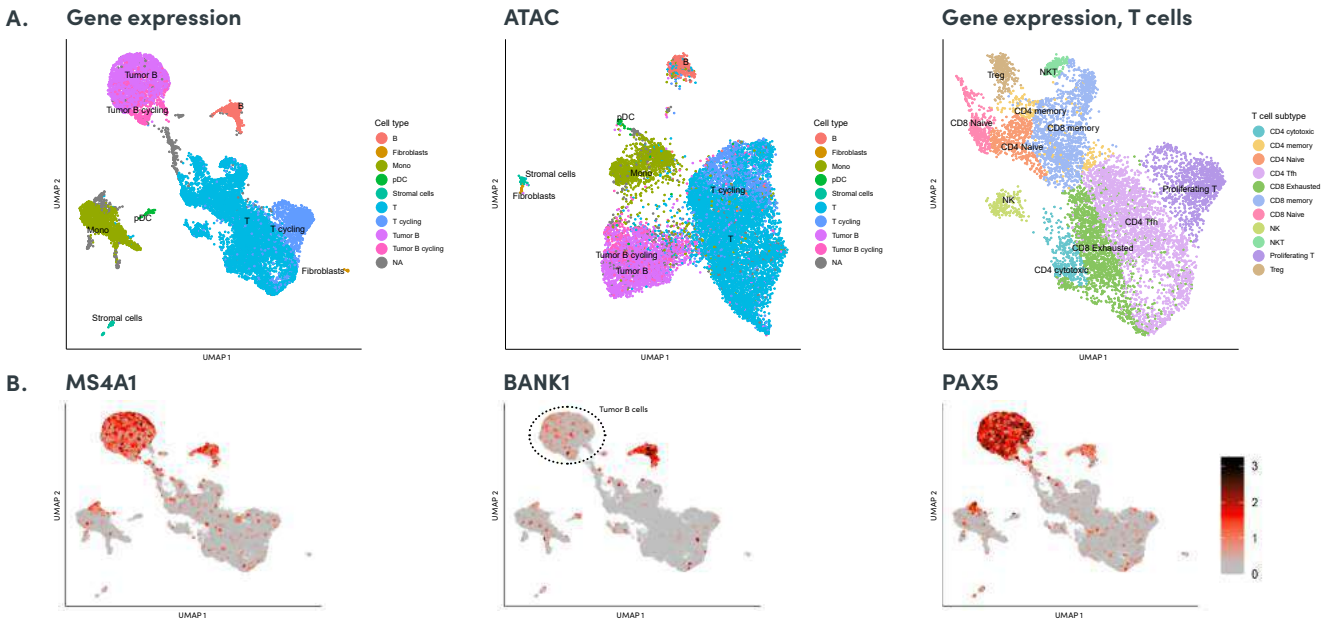 A.
Gene expression
Tumor B
Tumor B cycling
B
T
T cycling
Mono
pDC
Fibroblasts
Stromal cells
UMAP 2
UMAP 1
Cell type
B
Fibroblasts
Mono
pDC
Stromal cells
T
T cycling
Tumor B
Tumor B cycling
NA
ATAC
B
pDC
Mono
Stromal cells
Fibroblasts
T cycling
T
Tumor B cycling
Tumor B
UMAP 2
UMAP 1
Cell type
B
Fibroblasts
Mono
pDC
Stromal cells
T
T cycling
Tumor B
Tumor B cycling
NA
Gene expression, T cells
Treg
NKT
CD4 memory
CD8 Naive
CD8 memory
CD4 Naive
Proliferating T
NK
CD4 Tfh
CD8 Exhausted
CD4 cytotoxic
UMAP 2
UMAP 1
T cell subtype
CD4 cytotoxic
CD4 memory
CD4 Naive
CD4 Tfh
CD8 Exhausted
CD8 memory
CD8 Naive
NK
NKT
Proliferating T
Treg
B.
MS4A1
UMAP 2
UMAP 1
BANK1
Tumor B cells
UMAP 2
UMAP 1
PAX5
UMAP 2
UMAP 1
3
2
1
0